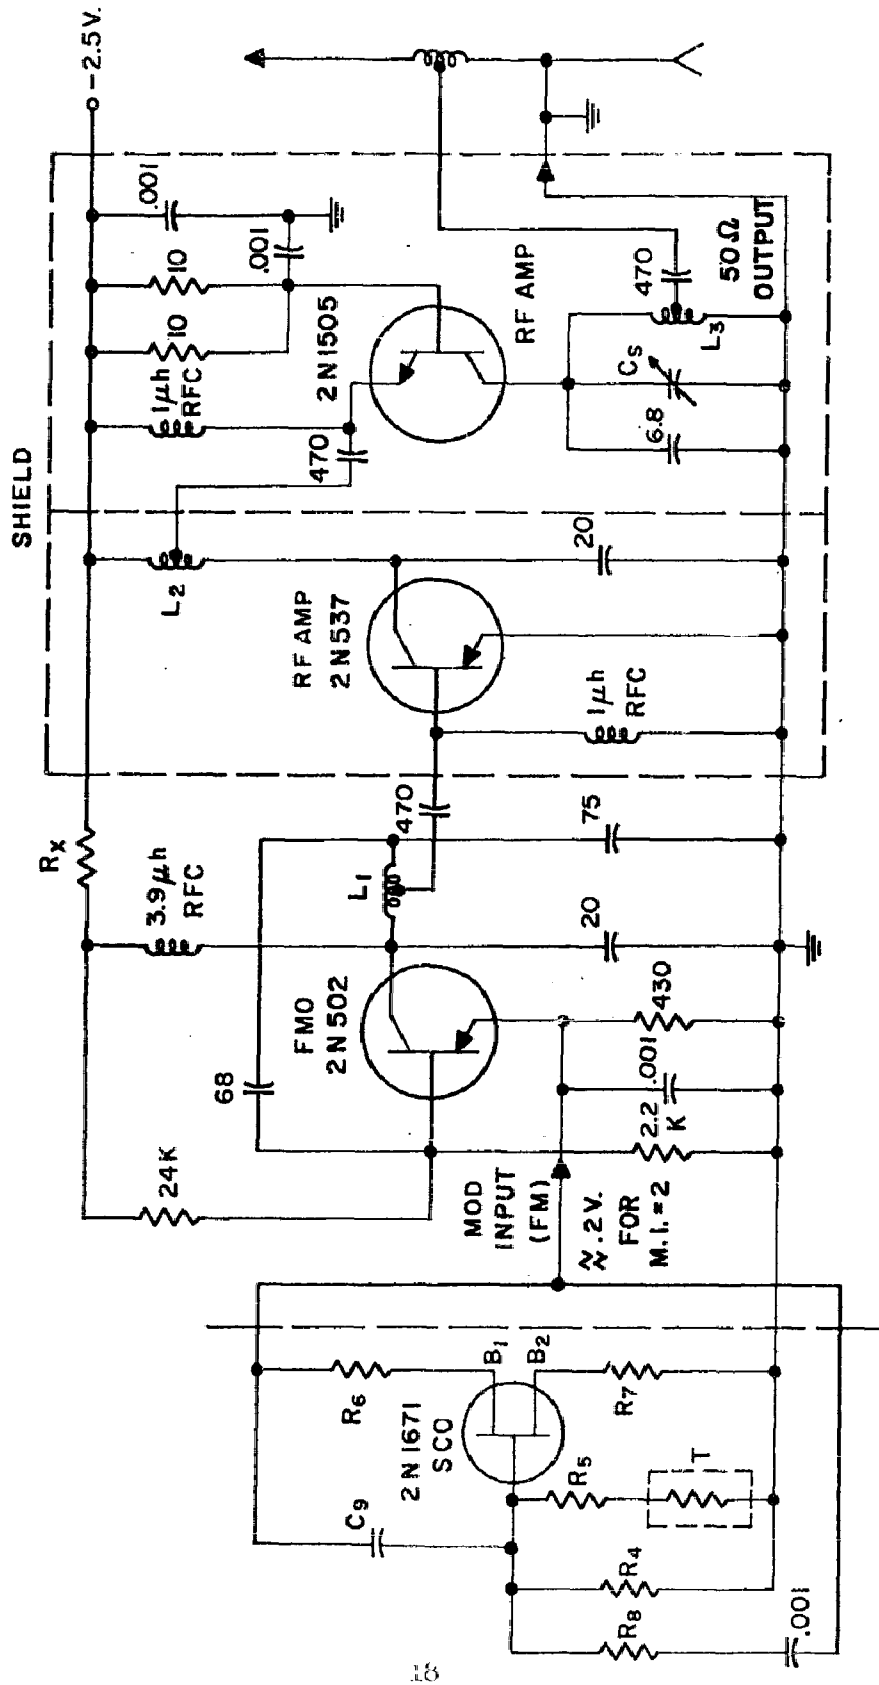 SHIELD
-2.5V.
RX
3.9μh
RFC
24K
68
FMO
2N502
L1
470
20
75
430
.001
2.2
K
MOD
INPUT
(FM)
≈.2V.
FOR
M.I.=2
R6
B1
B2
R7
2N1671
SCO
C9
R5
T
R4
R8
.001
RF AMP
2N537
1μh
RFC
L2
20
470
1μh
RFC
10
10
.001
.001
2N1505
RF AMP
6.8
CS
L3
470
50Ω
OUTPUT
18